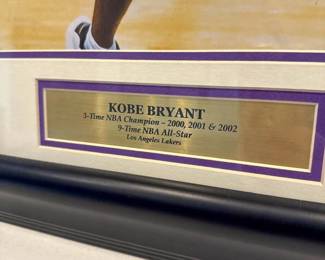 KOBE BRYANT
3-Time NBA Champion – 2000, 2001 & 2002
9-Time NBA All-Star
Los Angeles Lakers